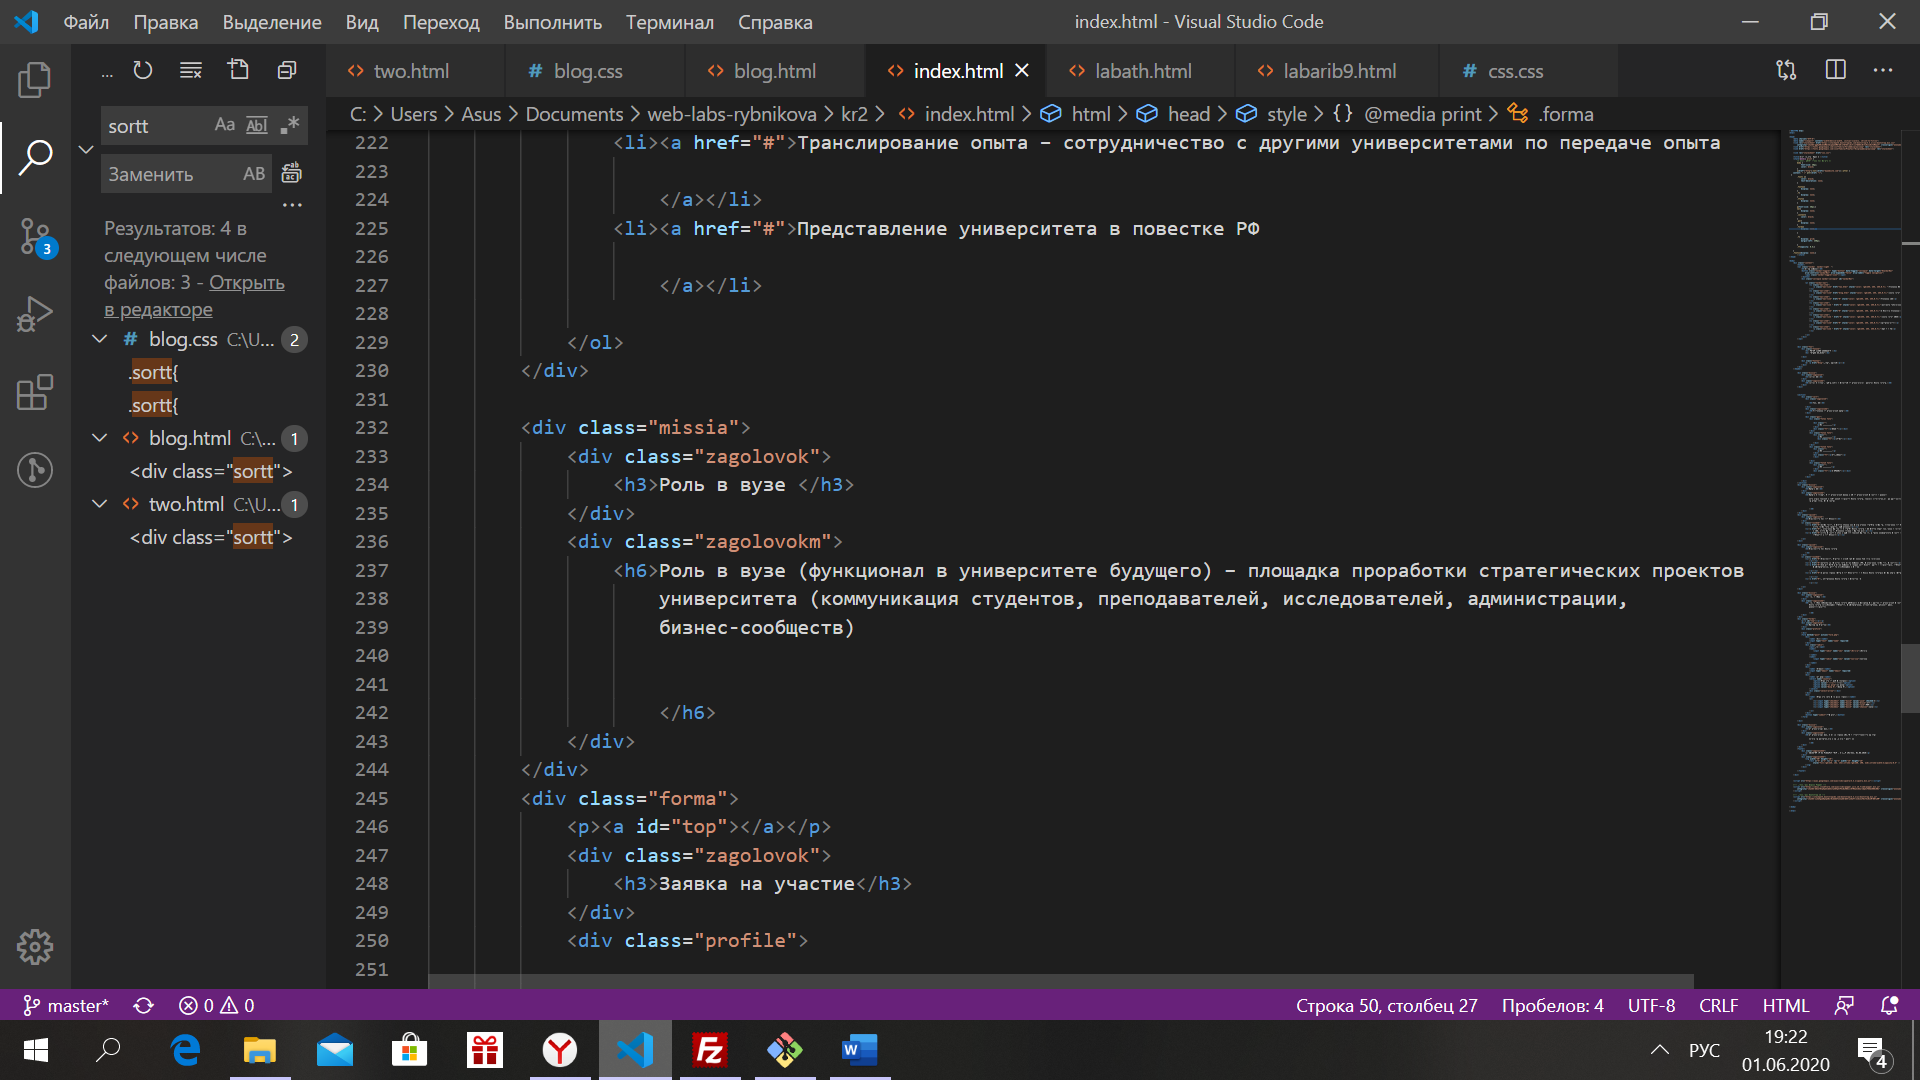 Файл Правка Выделение Вид Переход Выполнить Терминал Справка
index.html - Visual Studio Code
two.html
blog.css
blog.html
index.html
labath.html
labarib9.html
css.css
C: > Users > Asus > Documents > web-labs-rybnikova > kr2 > index.html > html > head > style > {} @media print > .forma
sortt
Aa Abl .*
Заменить
AB
Результатов: 4 в
следующем числе
файлов: 3 - Открыть
в редакторе
blog.css C:\U... 2
.sortt{
.sortt{
blog.html C:\... 1
<div class="sortt">
two.html C:\U... 1
<div class="sortt">
3
222 <li><a href="#">Транслирование опыта – сотрудничество с другими университетами по передаче опыта
223
224 </a></li>
225 <li><a href="#">Представление университета в повестке РФ
226
227 </a></li>
228
229 </ol>
230 </div>
231
232 <div class="missia">
233 <div class="zagolovok">
234 <h3>Роль в вузе </h3>
235 </div>
236 <div class="zagolovokm">
237 <h6>Роль в вузе (функционал в университете будущего) – площадка проработки стратегических проектов
238 университета (коммуникация студентов, преподавателей, исследователей, администрации,
239 бизнес-сообществ)
240
241
242 </h6>
243 </div>
244 </div>
245 <div class="forma">
246 <p><a id="top"></a></p>
247 <div class="zagolovok">
248 <h3>Заявка на участие</h3>
249 </div>
250 <div class="profile">
251
master* 0 0
Строка 50, столбец 27 Пробелов: 4 UTF-8 CRLF HTML
РУС
19:22
01.06.2020
4